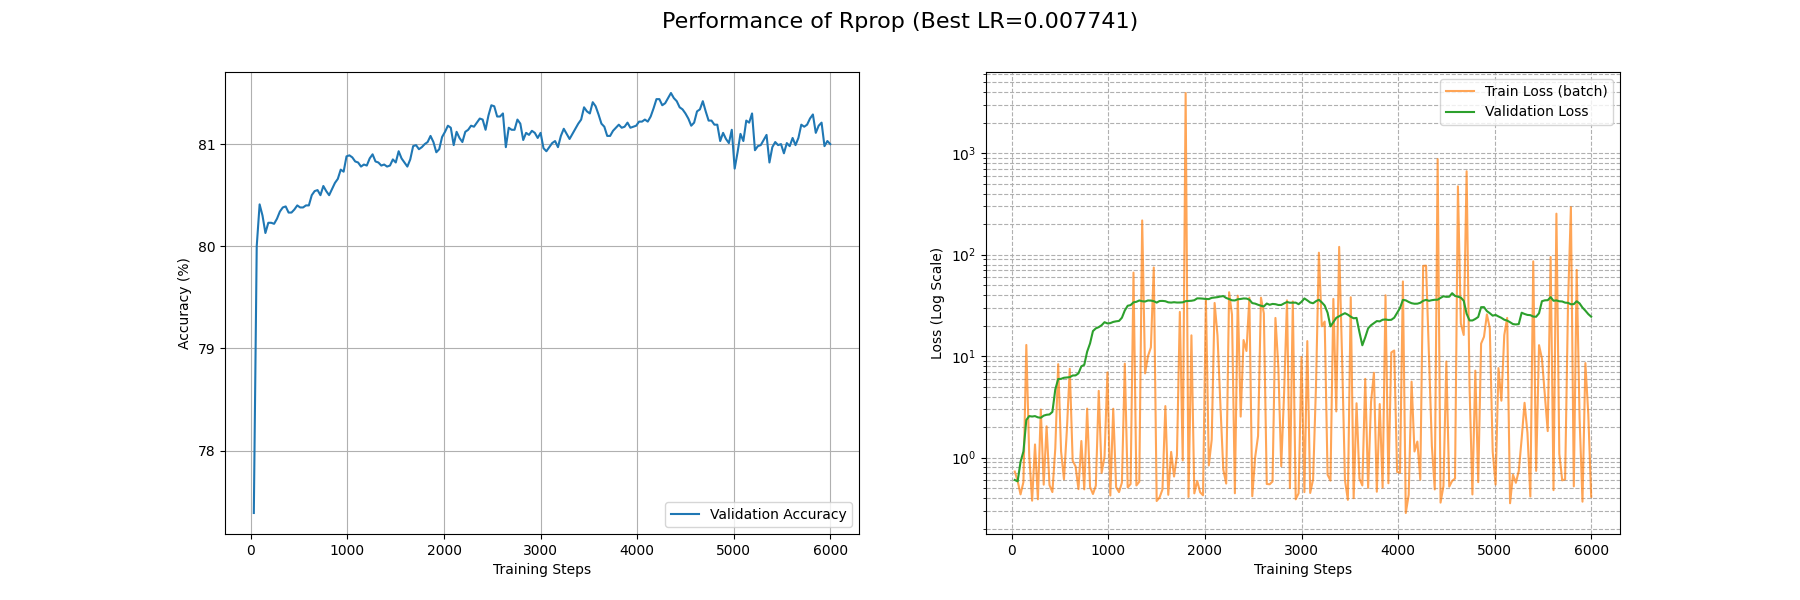 Performance of Rprop (Best LR=0.007741)
Accuracy (%)
81
80
79
78
0 1000 2000 3000 4000 5000 6000
Training Steps
Validation Accuracy
Loss (Log Scale)
10³
10²
10¹
10⁰
0 1000 2000 3000 4000 5000 6000
Training Steps
Train Loss (batch)
Validation Loss